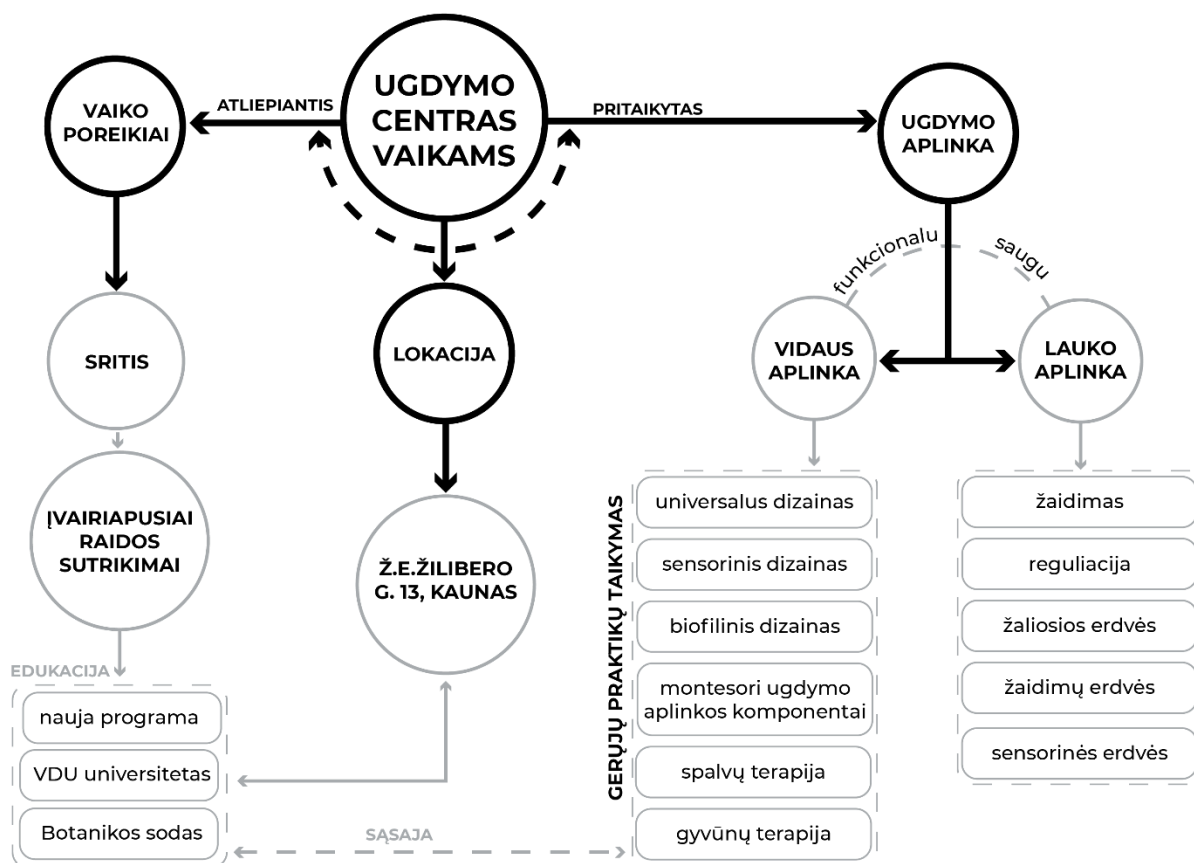 UGDYMO
CENTRAS
VAIKAMS
ATLIEPIANTIS
PRITAIKYTAS
VAIKO
POREIKIAI
UGDYMO
APLINKA
funkcionalu
saugu
SRITIS
LOKACIJA
VIDAUS
APLINKA
LAUKO
APLINKA
ĮVAIRIAPUSIAI
RAIDOS
SUTRIKIMAI
Ž.E.ŽILIBERO
G. 13, KAUNAS
EDUKACIJA
nauja programa
VDU universitetas
Botanikos sodas
SĄSAJA
GERŲJŲ PRAKTIKŲ TAIKYMAS
universalus dizainas
sensorinis dizainas
biofilinis dizainas
montesori ugdymo
aplinkos komponentai
spalvų terapija
gyvūnų terapija
žaidimas
reguliacija
žaliosios erdvės
žaidimų erdvės
sensorinės erdvės